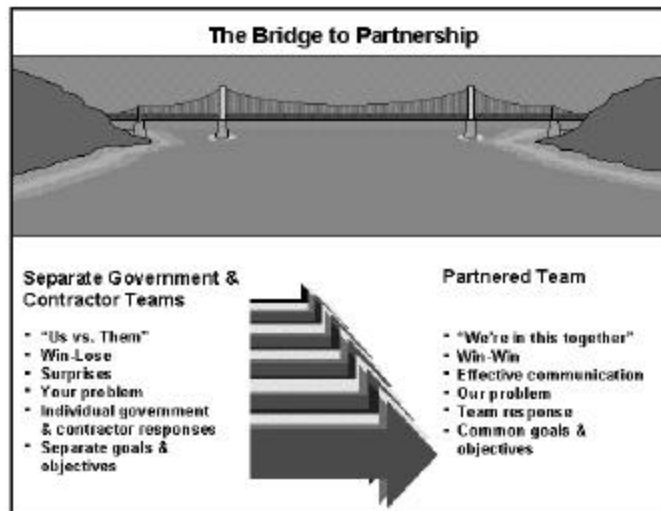 The Bridge to Partnership
Separate Government &
Contractor Teams
- "Us vs. Them"
- Win-Lose
- Surprises
- Your problem
- Individual government
& contractor responses
- Separate goals &
objectives
Partnered Team
- "We're in this together"
- Win-Win
- Effective communication
- Our problem
- Team response
- Common goals &
objectives